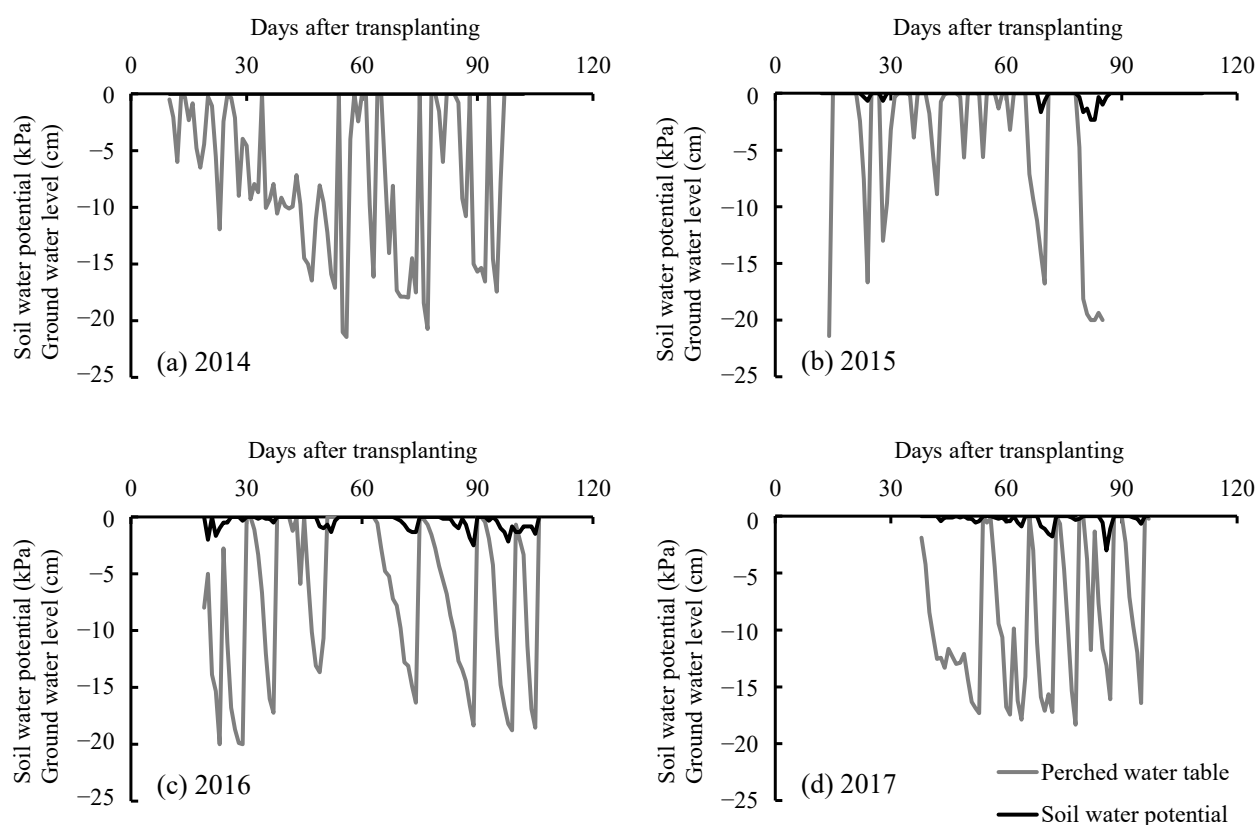 Days after transplanting
0 30 60 90 120
0
−5
−10
−15
−20
−25
Soil water potential (kPa)
Ground water level (cm)
(a) 2014
Days after transplanting
0 30 60 90 120
0
−5
−10
−15
−20
−25
Soil water potential (kPa)
Ground water level (cm)
(b) 2015
Days after transplanting
0 30 60 90 120
0
−5
−10
−15
−20
−25
Soil water potential (kPa)
Ground water level (cm)
(c) 2016
Days after transplanting
0 30 60 90 120
0
−5
−10
−15
−20
−25
Soil water potential (kPa)
Ground water level (cm)
(d) 2017
Perched water table
Soil water potential